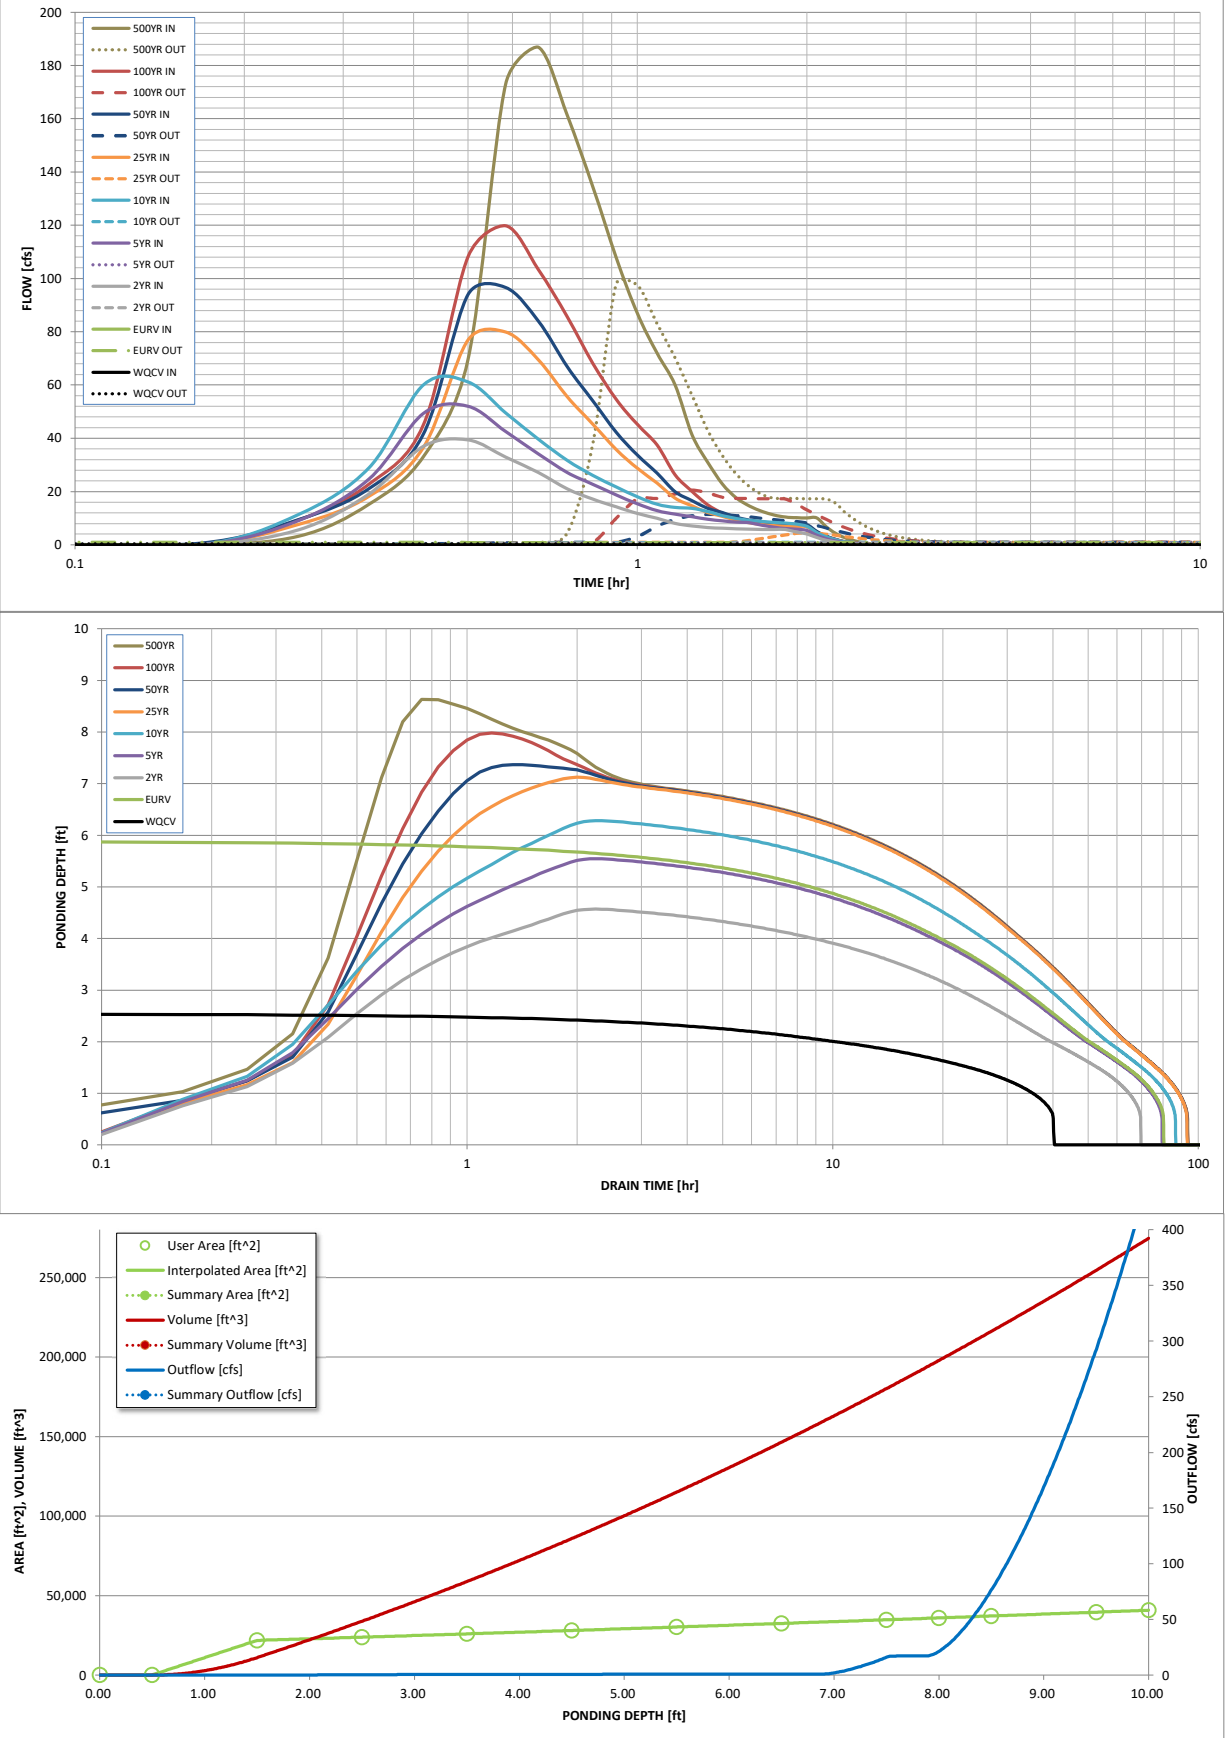 200
180
160
140
120
100
80
60
40
20
0
FLOW [cfs]
500YR IN
500YR OUT
100YR IN
100YR OUT
50YR IN
50YR OUT
25YR IN
25YR OUT
10YR IN
10YR OUT
5YR IN
5YR OUT
2YR IN
2YR OUT
EURV IN
EURV OUT
WQCV IN
WQCV OUT
0.1
1
10
TIME [hr]
10
9
8
7
6
5
4
3
2
1
0
PONDING DEPTH [ft]
500YR
100YR
50YR
25YR
10YR
5YR
2YR
EURV
WQCV
0.1
1
10
100
DRAIN TIME [hr]
User Area [ft^2]
Interpolated Area [ft^2]
Summary Area [ft^2]
Volume [ft^3]
Summary Volume [ft^3]
Outflow [cfs]
Summary Outflow [cfs]
250,000
200,000
150,000
100,000
50,000
0
AREA [ft^2], VOLUME [ft^3]
400
350
300
250
200
150
100
50
0
OUTFLOW [cfs]
0.00
1.00
2.00
3.00
4.00
5.00
6.00
7.00
8.00
9.00
10.00
PONDING DEPTH [ft]